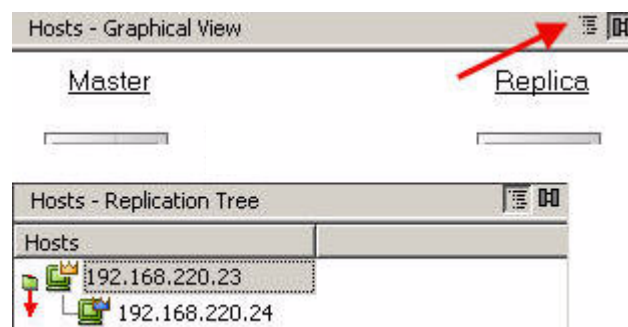 Hosts - Graphical View
Master Replica
Hosts - Replication Tree
Hosts
192.168.220.23
192.168.220.24